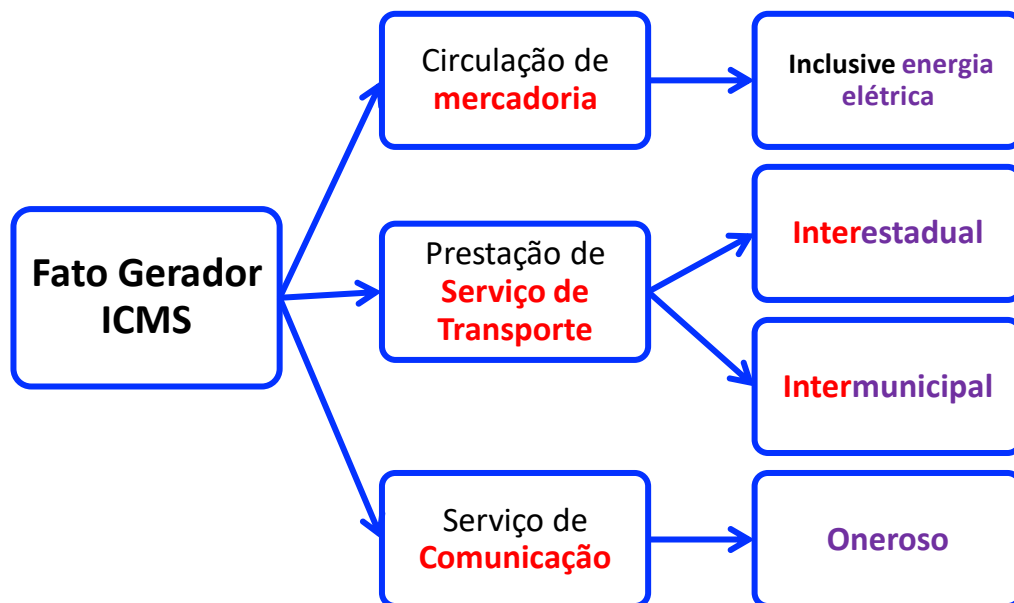 Fato Gerador
ICMS
Circulação de
mercadoria
Inclusive energia
elétrica
Prestação de
Serviço de
Transporte
Interestadual
Intermunicipal
Serviço de
Comunicação
Oneroso